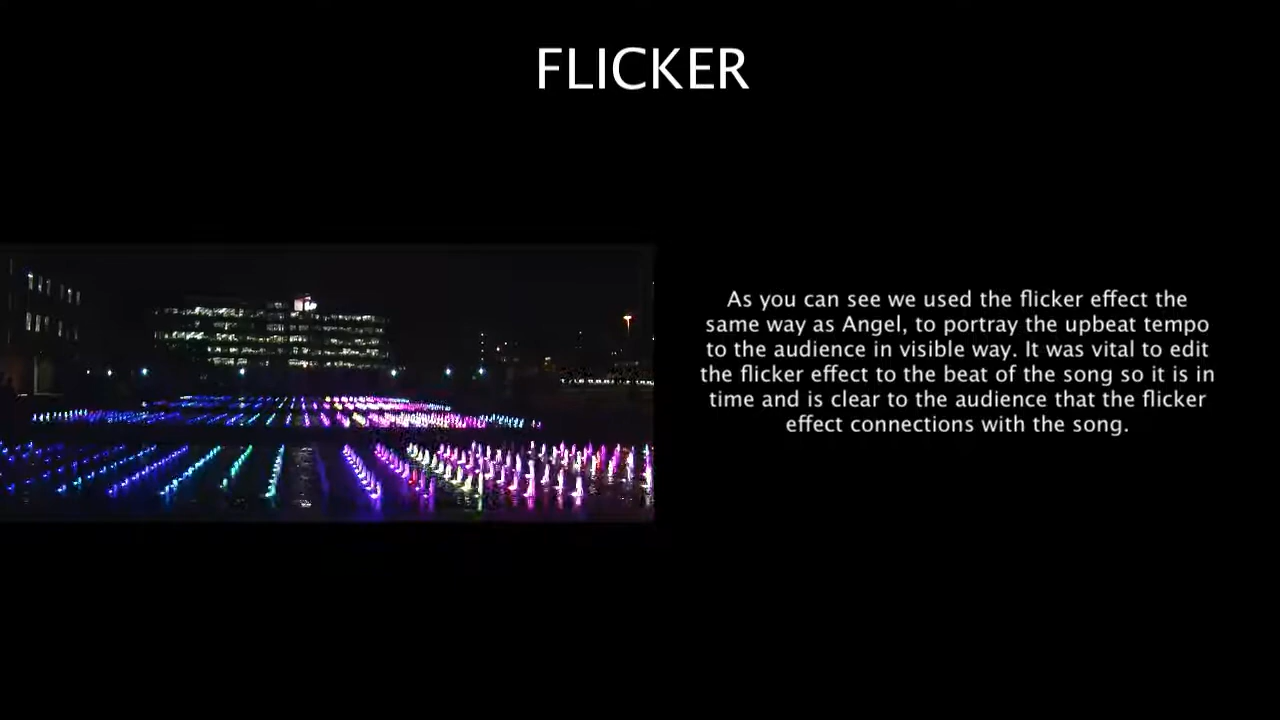 FLICKER
As you can see we used the flicker effect the
same way as Angel, to portray the upbeat tempo
to the audience in visible way. It was vital to edit
the flicker effect to the beat of the song so it is in
time and is clear to the audience that the flicker
effect connections with the song.